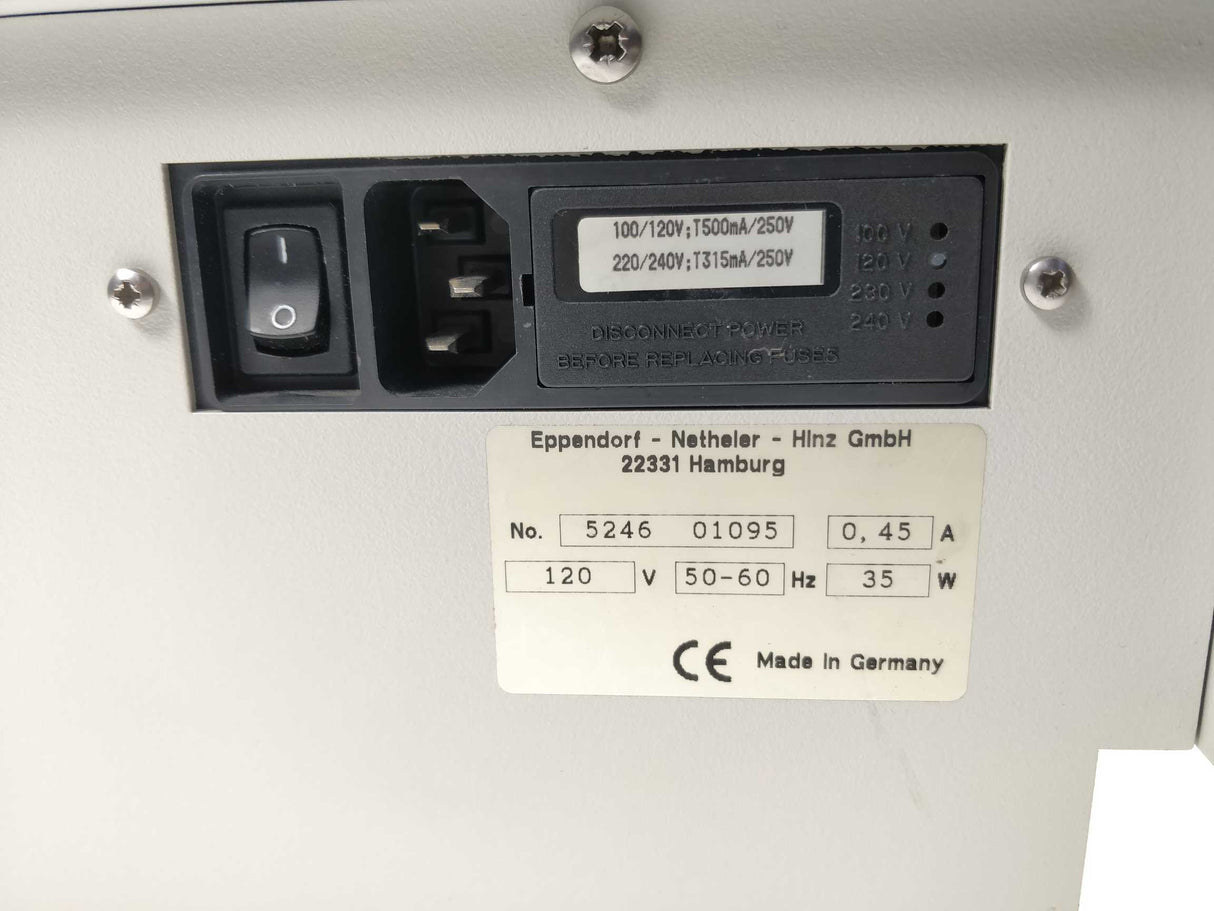 100/120V;T500mA/250V
220/240V;T315mA/250V
100 V
120 V
230 V
240 V
DISCONNECT POWER
BEFORE REPLACING FUSES
Eppendorf - Netheler - Hinz GmbH
22331 Hamburg
No. 5246 01095 0,45 A
120 V 50-60 Hz 35 W
CE Made in Germany